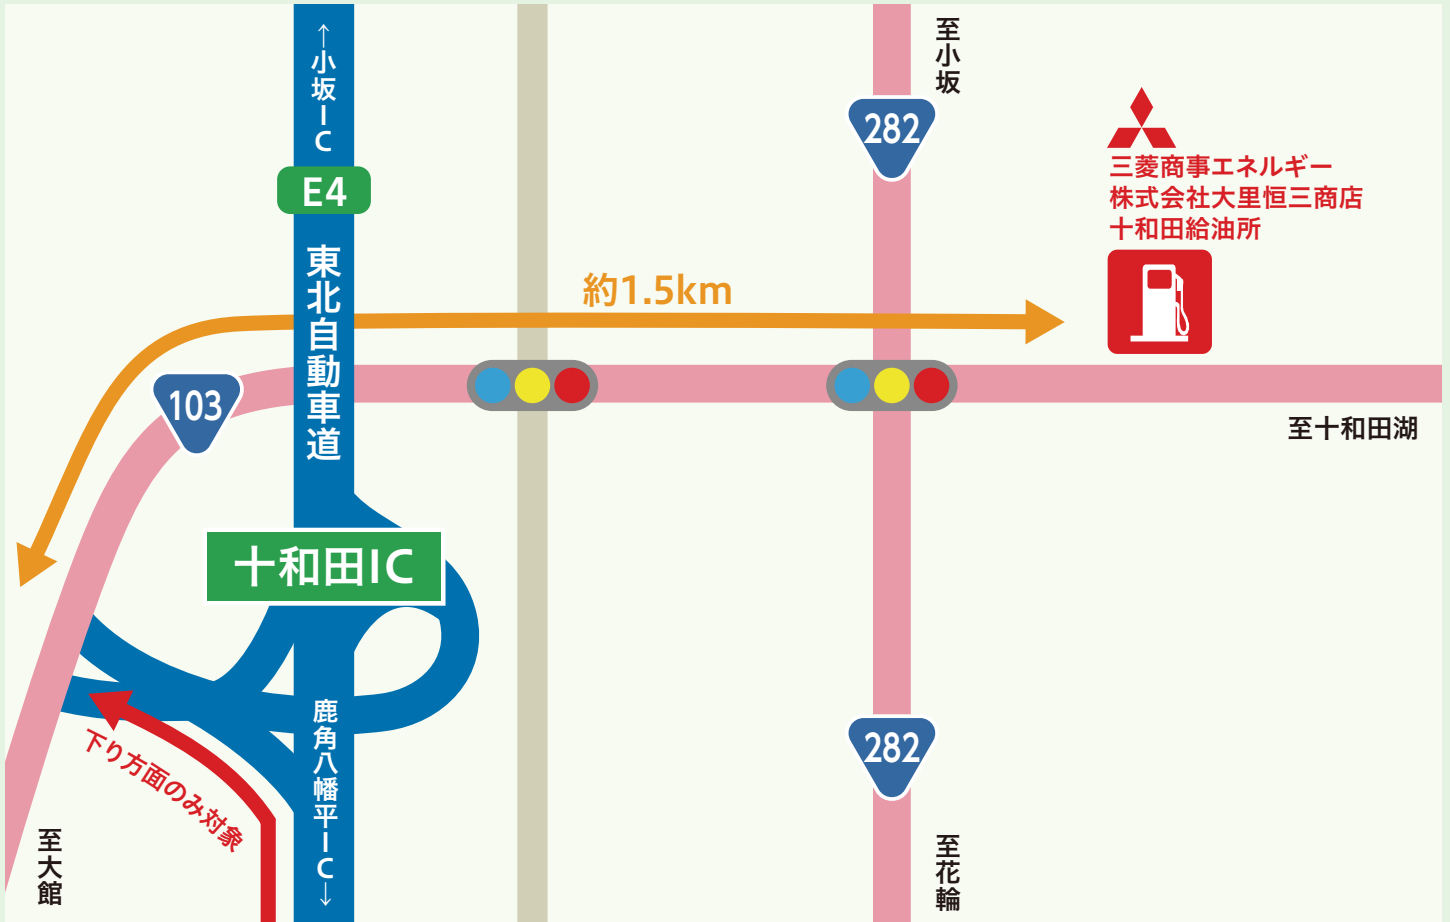 ↑小坂IC
E4
東北自動車道
至小坂
282
三菱商事エネルギー
株式会社大里恒三商店
十和田給油所
約1.5km
103
至十和田湖
十和田IC
下り方面のみ対象
鹿角八幡平IC↓
282
至大館
至花輪